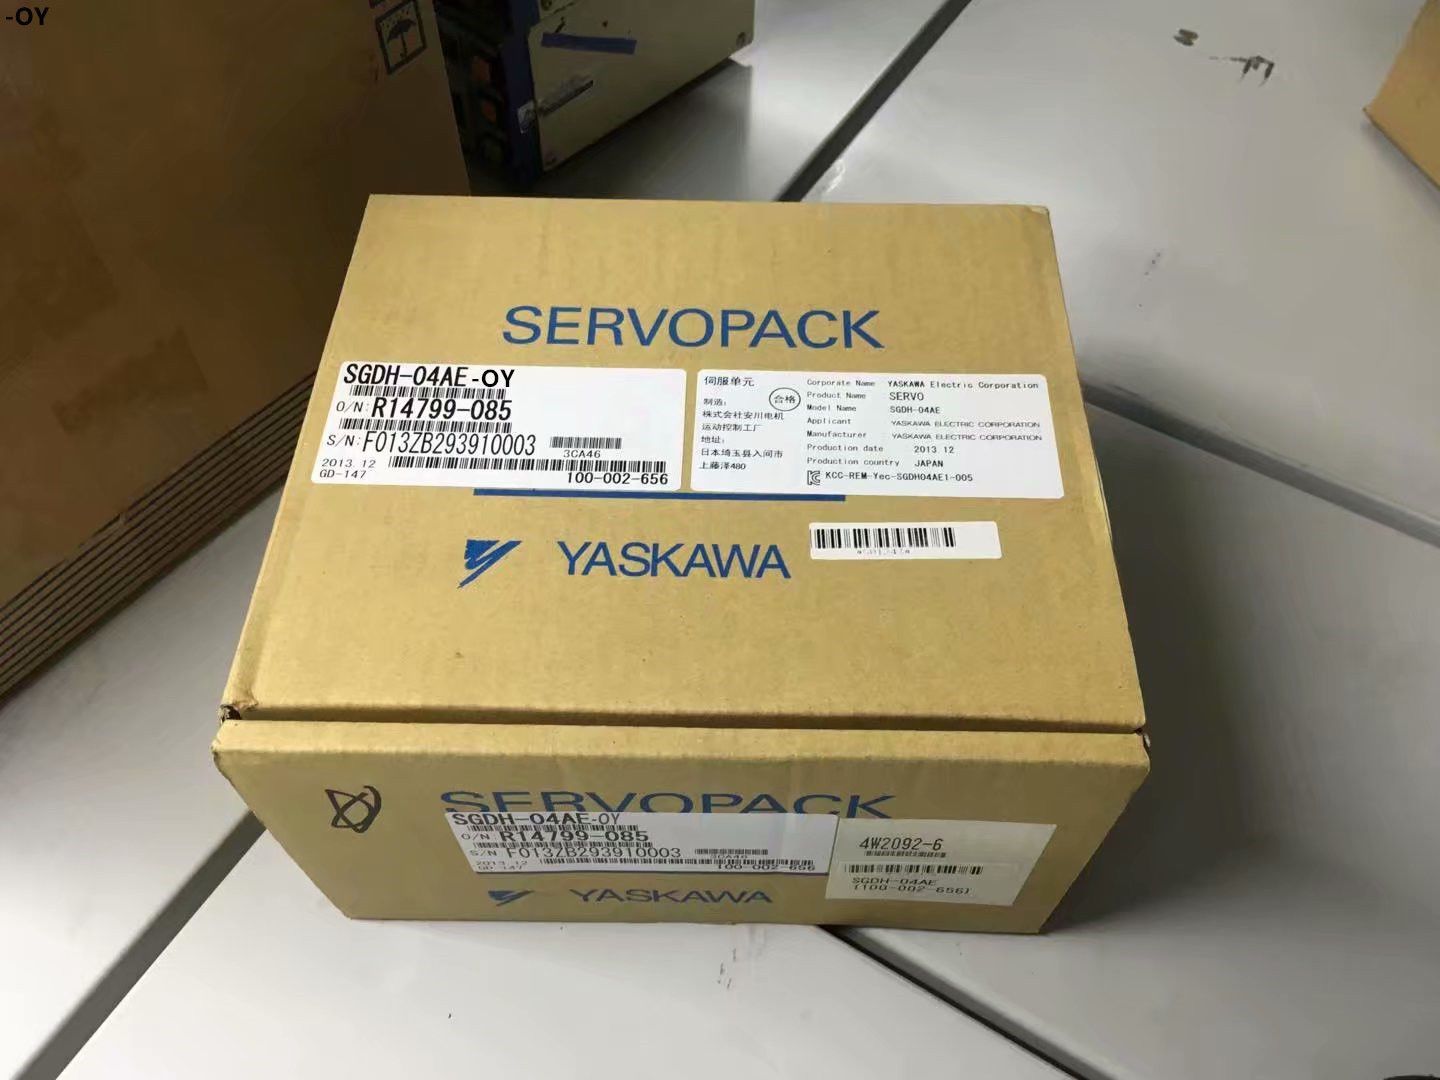 -OY
SERVOPACK
SGDH-04AE-OY
O/N: R14799-085
S/N: F013ZB293910003
3CA46
2013.12
GD-147
100-002-656
伺服单元
制造:
合格
株式会社安川电机
运动控制工厂
地址:
日本埼玉县入间市
上藤泽480
Corporate Name YASKAWA Electric Corporation
Product Name SERVO
Model Name SGDH-04AE
Applicant YASKAWA ELECTRIC CORPORATION
Manufacturer YASKAWA ELECTRIC CORPORATION
Production date 2013.12
Production country JAPAN
KCC-REM-Yec-SGDH04AE1-005
YASKAWA
SERVOPACK
SGDH-04AE-OY
O/N R14799-085
S/N F013ZB293910003
3CA46
2013.12
GD-147
100-002-656
YASKAWA
4W2092-6
SGDH-04AE
(100-002-656)